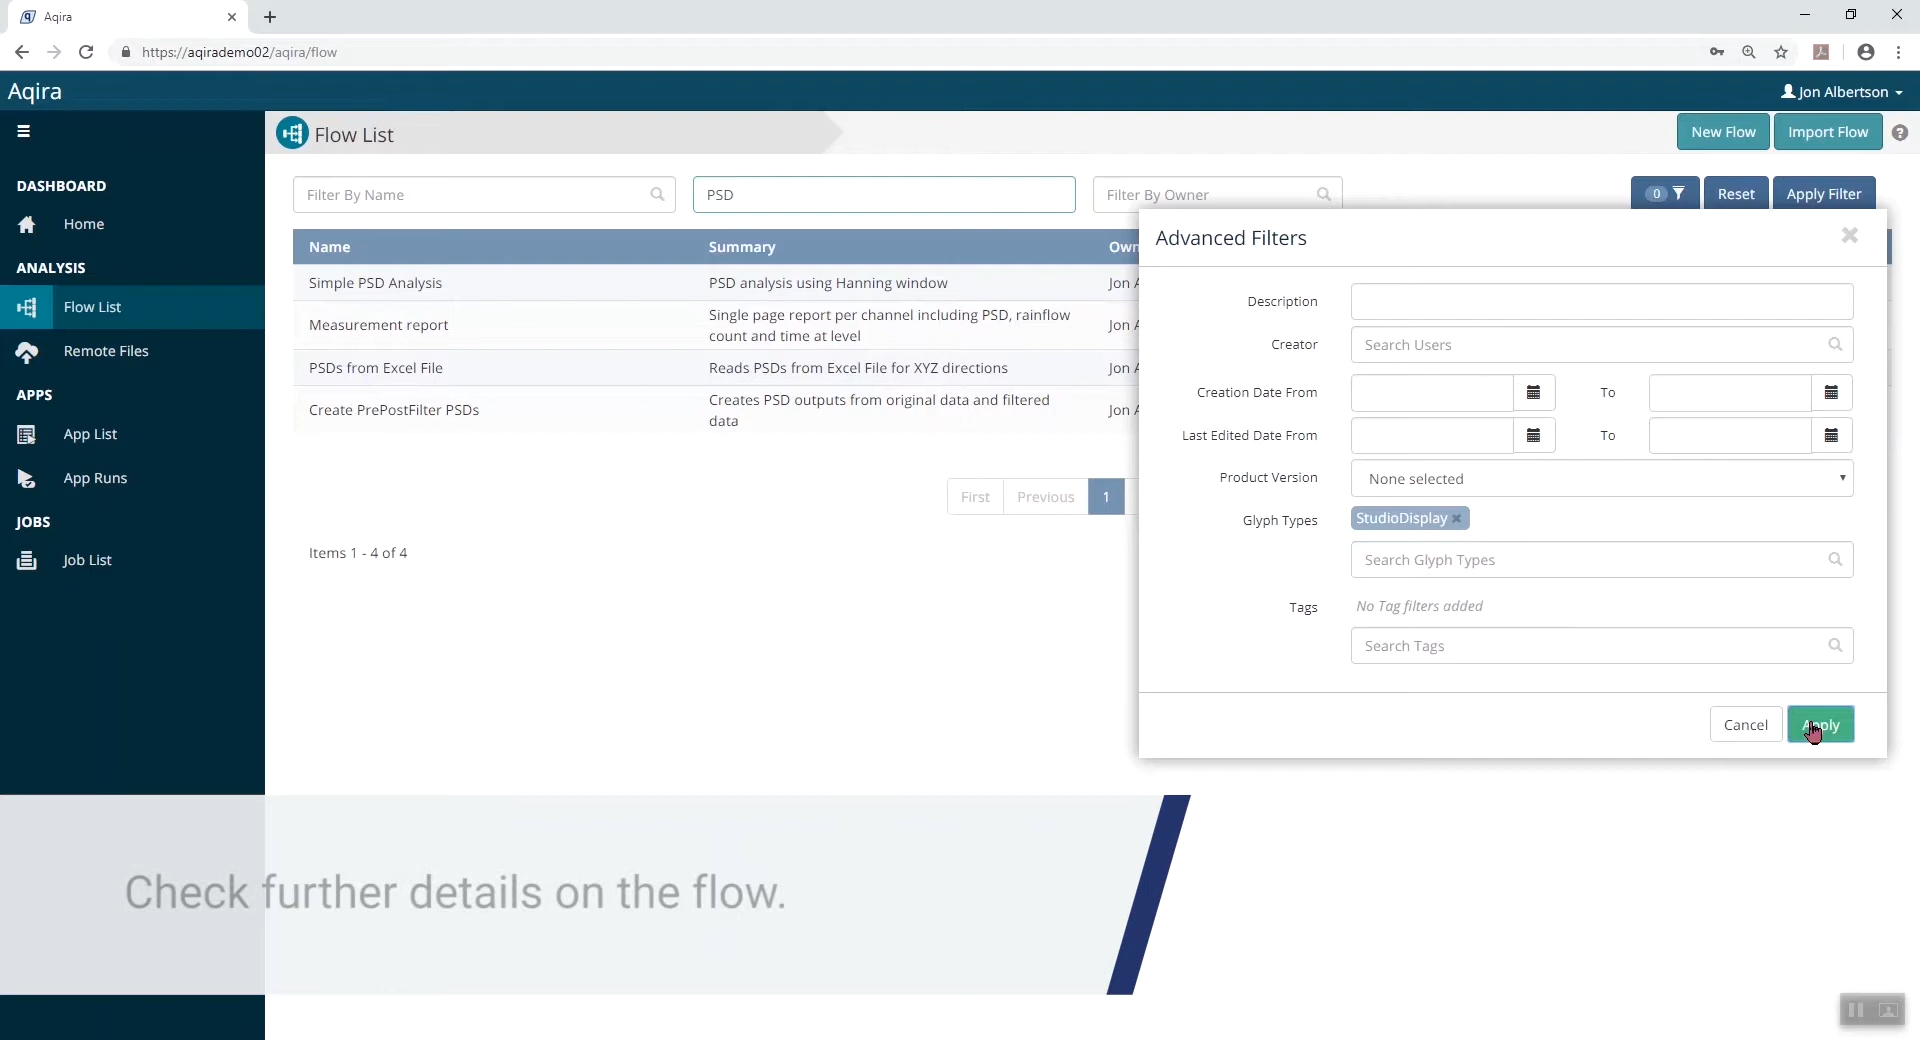 Aqira
https://aqirademo02/aqira/flow
Aqira
Jon Albertson
Flow List
New Flow
Import Flow
DASHBOARD
Home
ANALYSIS
Flow List
Remote Files
APPS
App List
App Runs
JOBS
Job List
Filter By Name
PSD
Filter By Owner
0
Reset
Apply Filter
Name Summary Own
Simple PSD Analysis PSD analysis using Hanning window Jon A
Measurement report Single page report per channel including PSD, rainflow Jon A
count and time at level
PSDs from Excel File Reads PSDs from Excel File for XYZ directions Jon A
Create PrePostFilter PSDs Creates PSD outputs from original data and filtered Jon A
data
First Previous 1
Items 1 - 4 of 4
Advanced Filters
Description
Creator Search Users
Creation Date From To
Last Edited Date From To
Product Version None selected
Glyph Types StudioDisplay
Search Glyph Types
Tags No Tag filters added
Search Tags
Cancel Apply
Check further details on the flow.